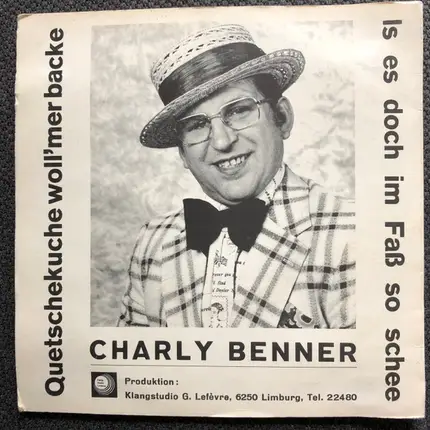 Quetschekuche woll'mer backe
Is es doch im Faß so schee
CHARLY BENNER
Produktion:
Klangstudio G. Lefèvre, 6250 Limburg, Tel. 22480